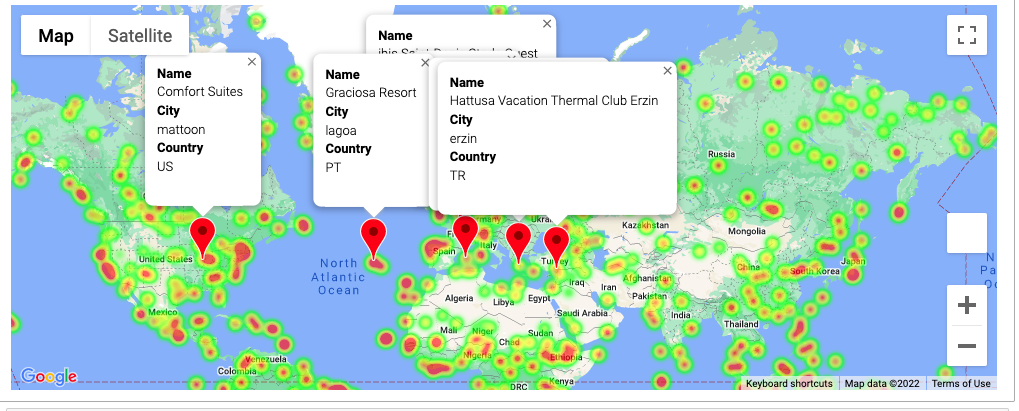 Map
Satellite
Name
Comfort Suites
City
mattoon
Country
US
Name
Graciosa Resort
City
lagoa
Country
PT
Name
Name
Hattusa Vacation Thermal Club Erzin
City
erzin
Country
TR
Russia
Kazakhstan
Mongolia
Spain
Italy
Turkey
United States
North
Atlantic
Ocean
Iraq
Iran
Afghanistan
Pakistan
China
South Korea
Japan
Algeria
Libya
Egypt
Saudi Arabia
India
Thailand
Mexico
Mali
Niger
Chad
Sudan
Nigeria
Ethiopia
Venezuela
Colombia
DRC
Kenya
Google
Keyboard shortcuts
Map data ©2022
Terms of Use